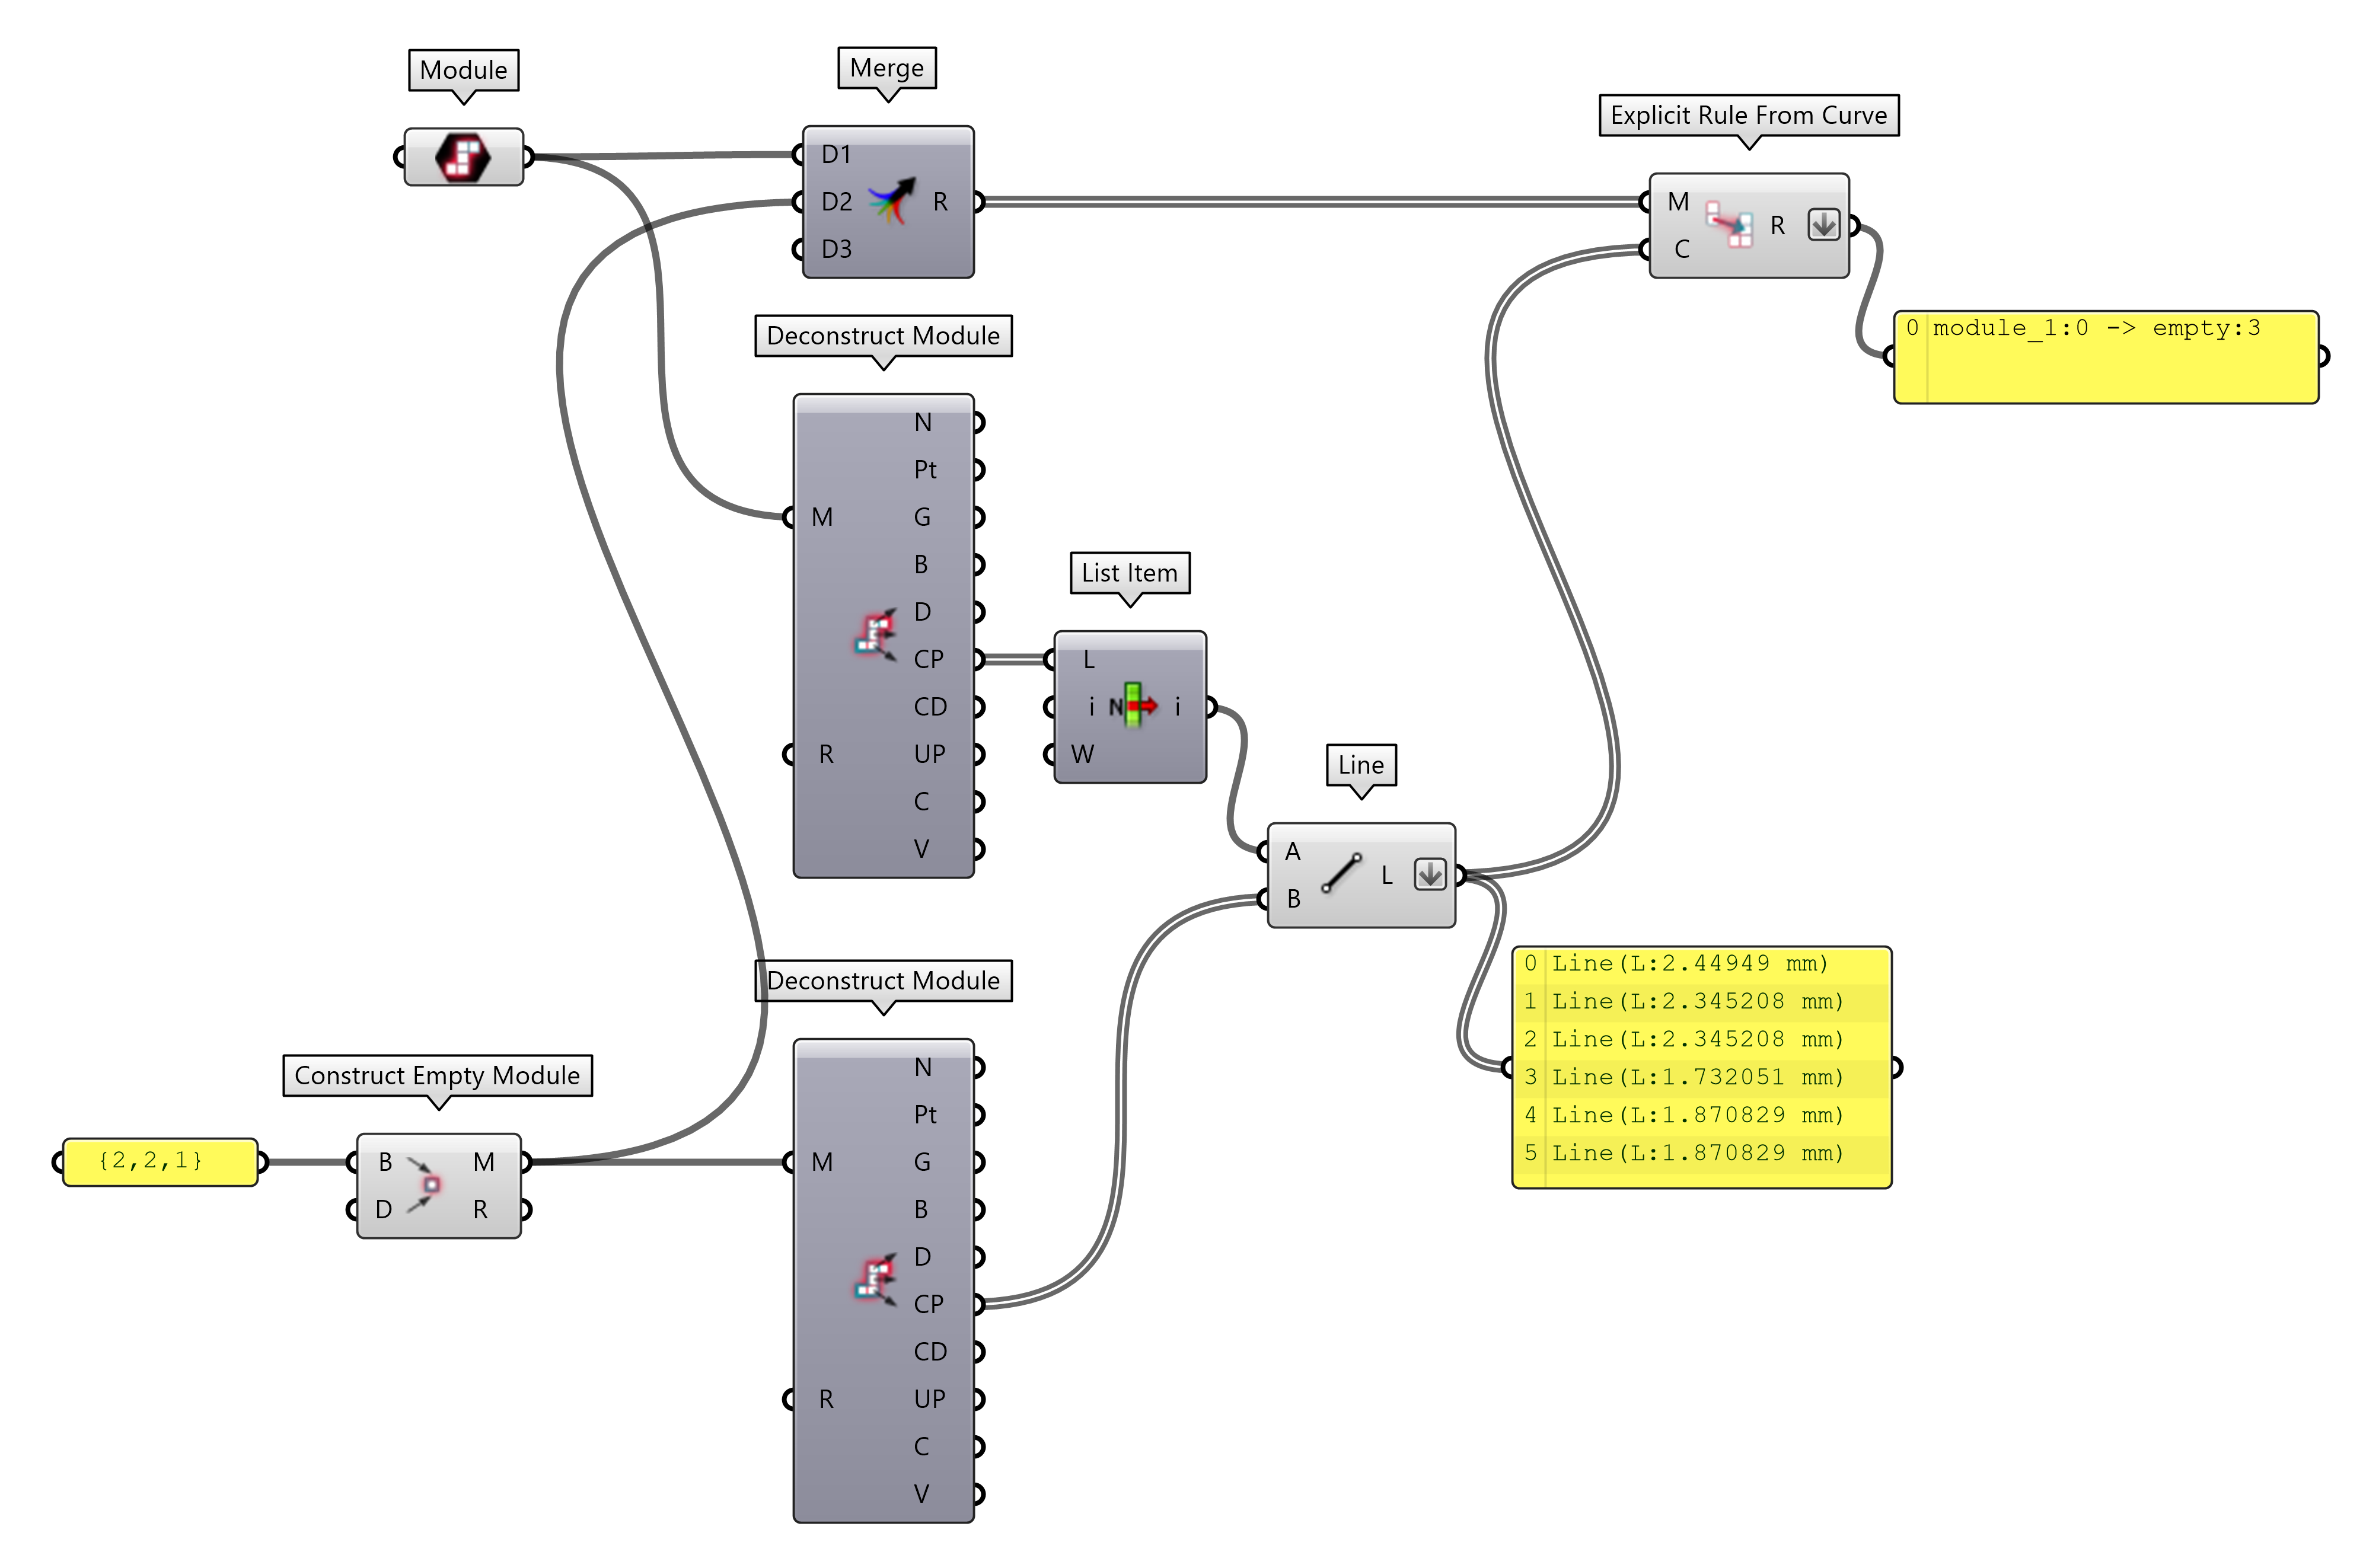 Module
Merge
D1
D2
R
D3
Explicit Rule From Curve
M
R
C
0 module_1:0 -> empty:3
Deconstruct Module
N
Pt
M
G
B
D
CP
CD
R
UP
C
V
List Item
L
i
N
i
W
Line
A
L
B
0 Line(L:2.44949 mm)
1 Line(L:2.345208 mm)
2 Line(L:2.345208 mm)
3 Line(L:1.732051 mm)
4 Line(L:1.870829 mm)
5 Line(L:1.870829 mm)
Construct Empty Module
{2,2,1}
B
M
D
R
Deconstruct Module
N
Pt
M
G
B
D
CP
CD
R
UP
C
V